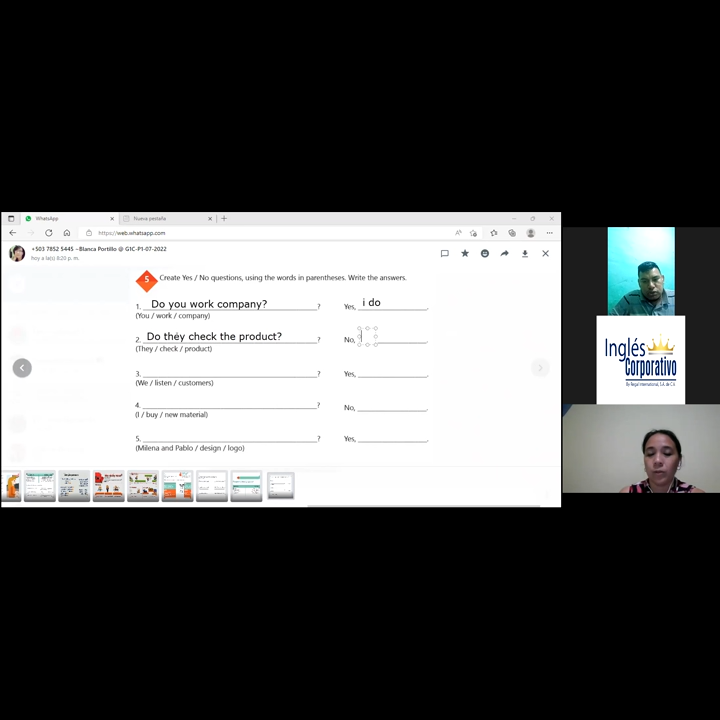 WhatsApp
Nueva pestaña
https://web.whatsapp.com
+503 7852 5445 ~Blanca Portillo @ G1C-P1-07-2022
hoy a la(s) 8:20 p. m.
5 Create Yes / No questions, using the words in parentheses. Write the answers.
1. Do you work company? ? Yes, i do.
(You / work / company)
2. Do they check the product? ? No,
(They / check / product)
3. ? Yes,
(We / listen / customers)
4. ? No,
(I / buy / new material)
5. ? Yes,
(Milena and Pablo / design / logo)
Inglés
Corporativo